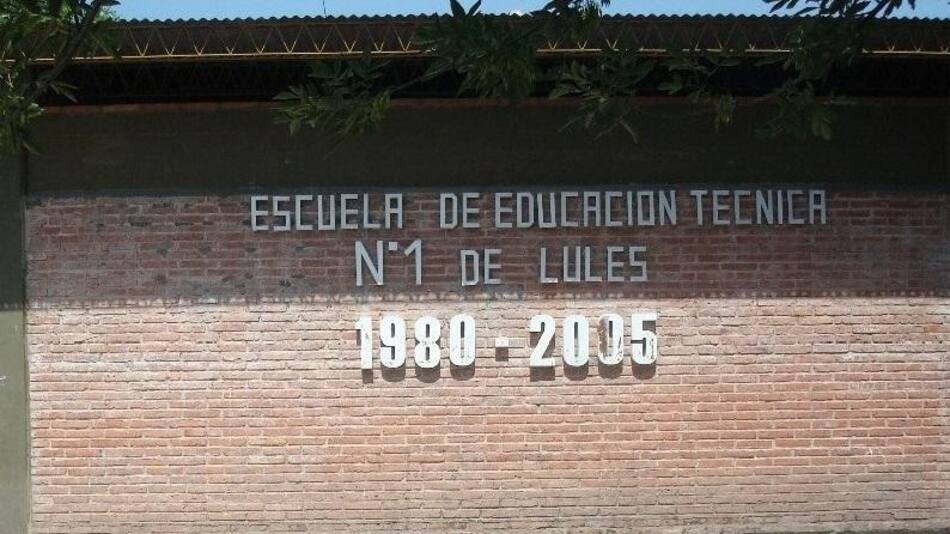 ESCUELA DE EDUCACION TECNICA
N°1 DE LULES
1980 - 2005